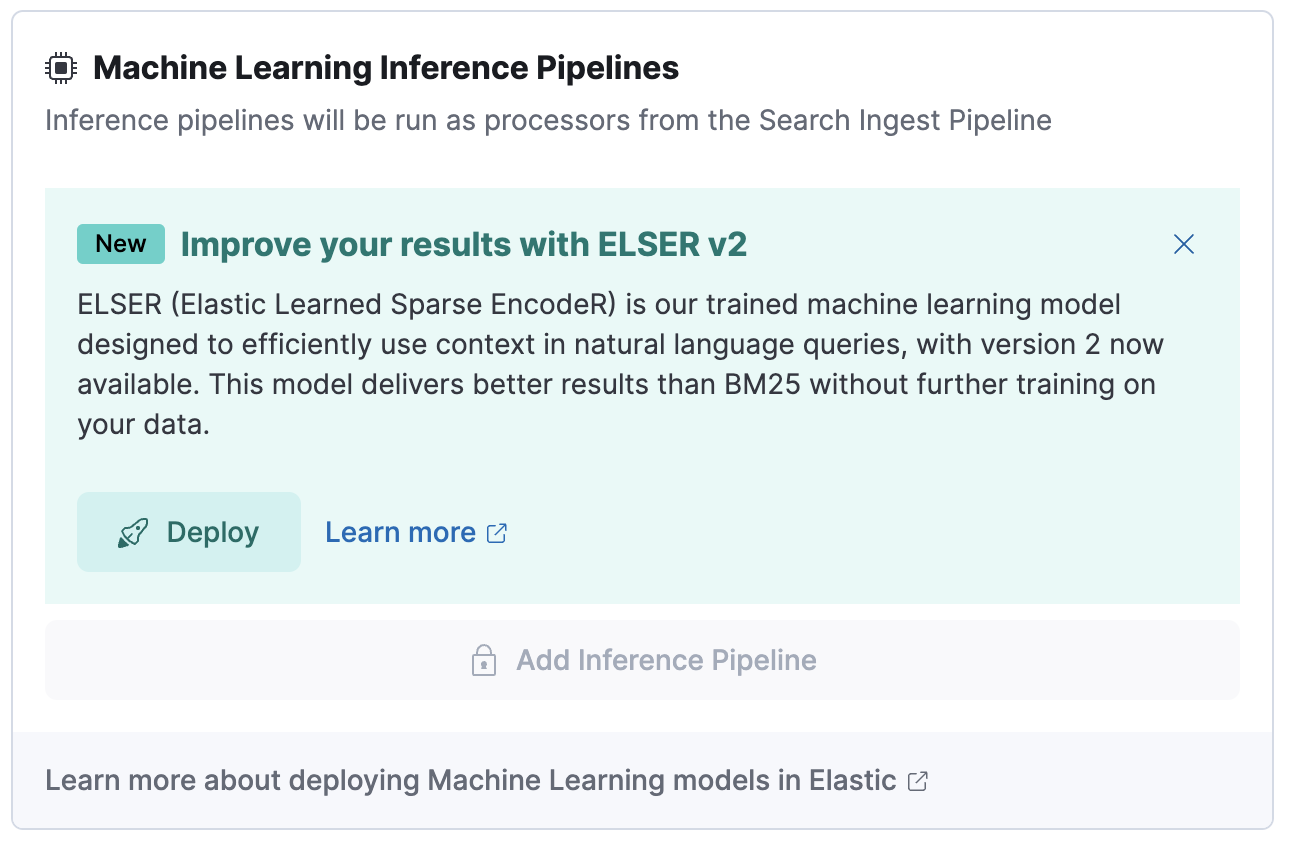 Machine Learning Inference Pipelines
Inference pipelines will be run as processors from the Search Ingest Pipeline
New Improve your results with ELSER v2
ELSER (Elastic Learned Sparse EncodeR) is our trained machine learning model
designed to efficiently use context in natural language queries, with version 2 now
available. This model delivers better results than BM25 without further training on
your data.
Deploy Learn more
Add Inference Pipeline
Learn more about deploying Machine Learning models in Elastic